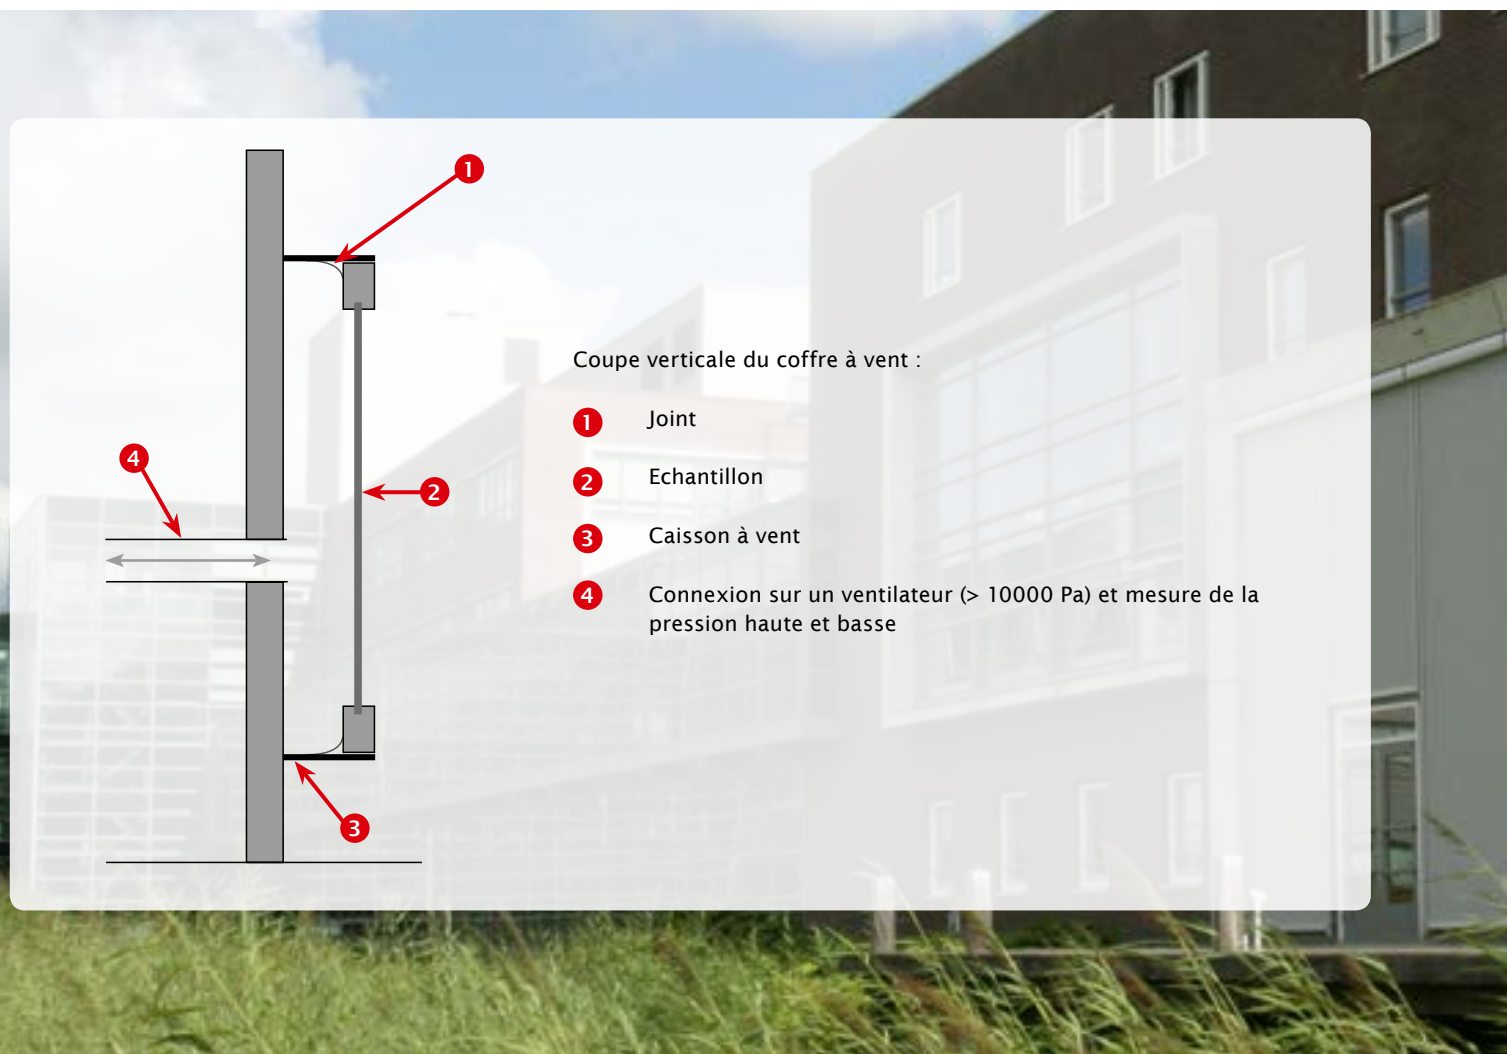 1
4
2
3
Coupe verticale du coffre à vent :
1 Joint
2 Echantillon
3 Caisson à vent
4 Connexion sur un ventilateur (> 10000 Pa) et mesure de la
pression haute et basse